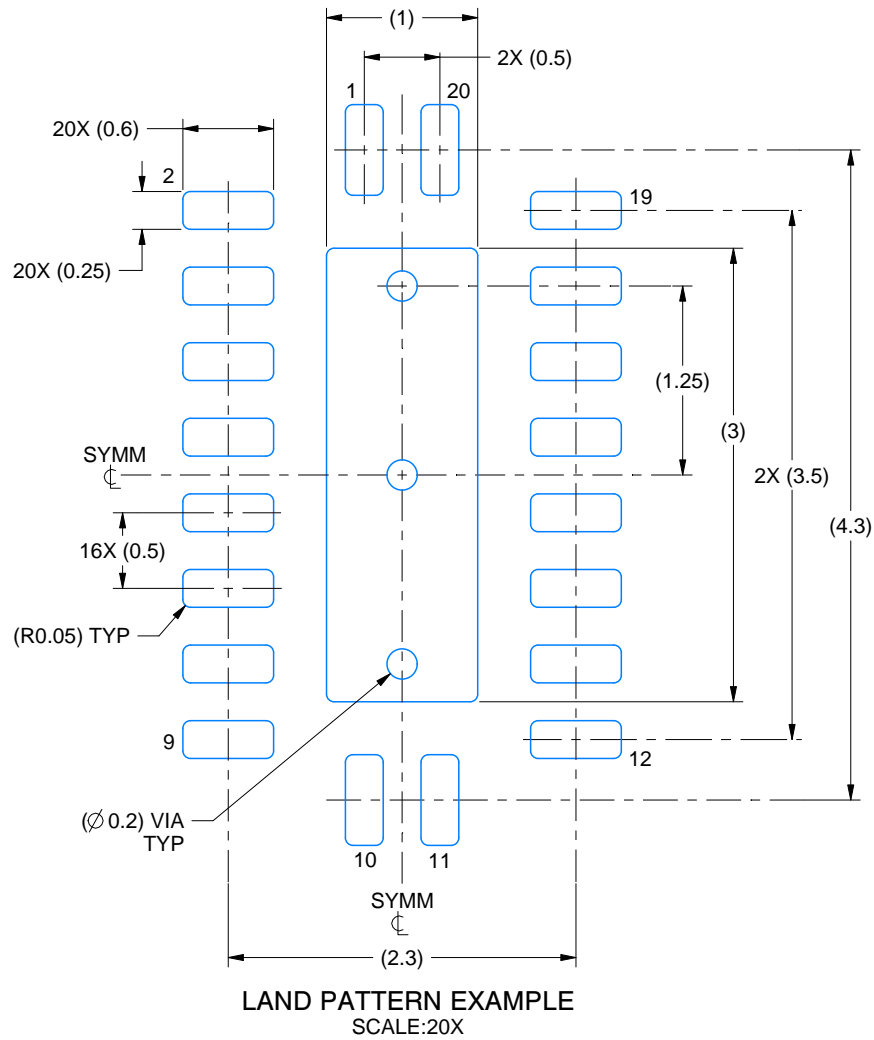 (1)
2X (0.5)
1
20
20X (0.6)
2
19
20X (0.25)
(1.25)
(3)
SYMM
℄
2X (3.5)
(4.3)
16X (0.5)
(R0.05) TYP
9
12
(∅ 0.2) VIA
TYP
10
11
SYMM
℄
(2.3)
LAND PATTERN EXAMPLE
SCALE:20X